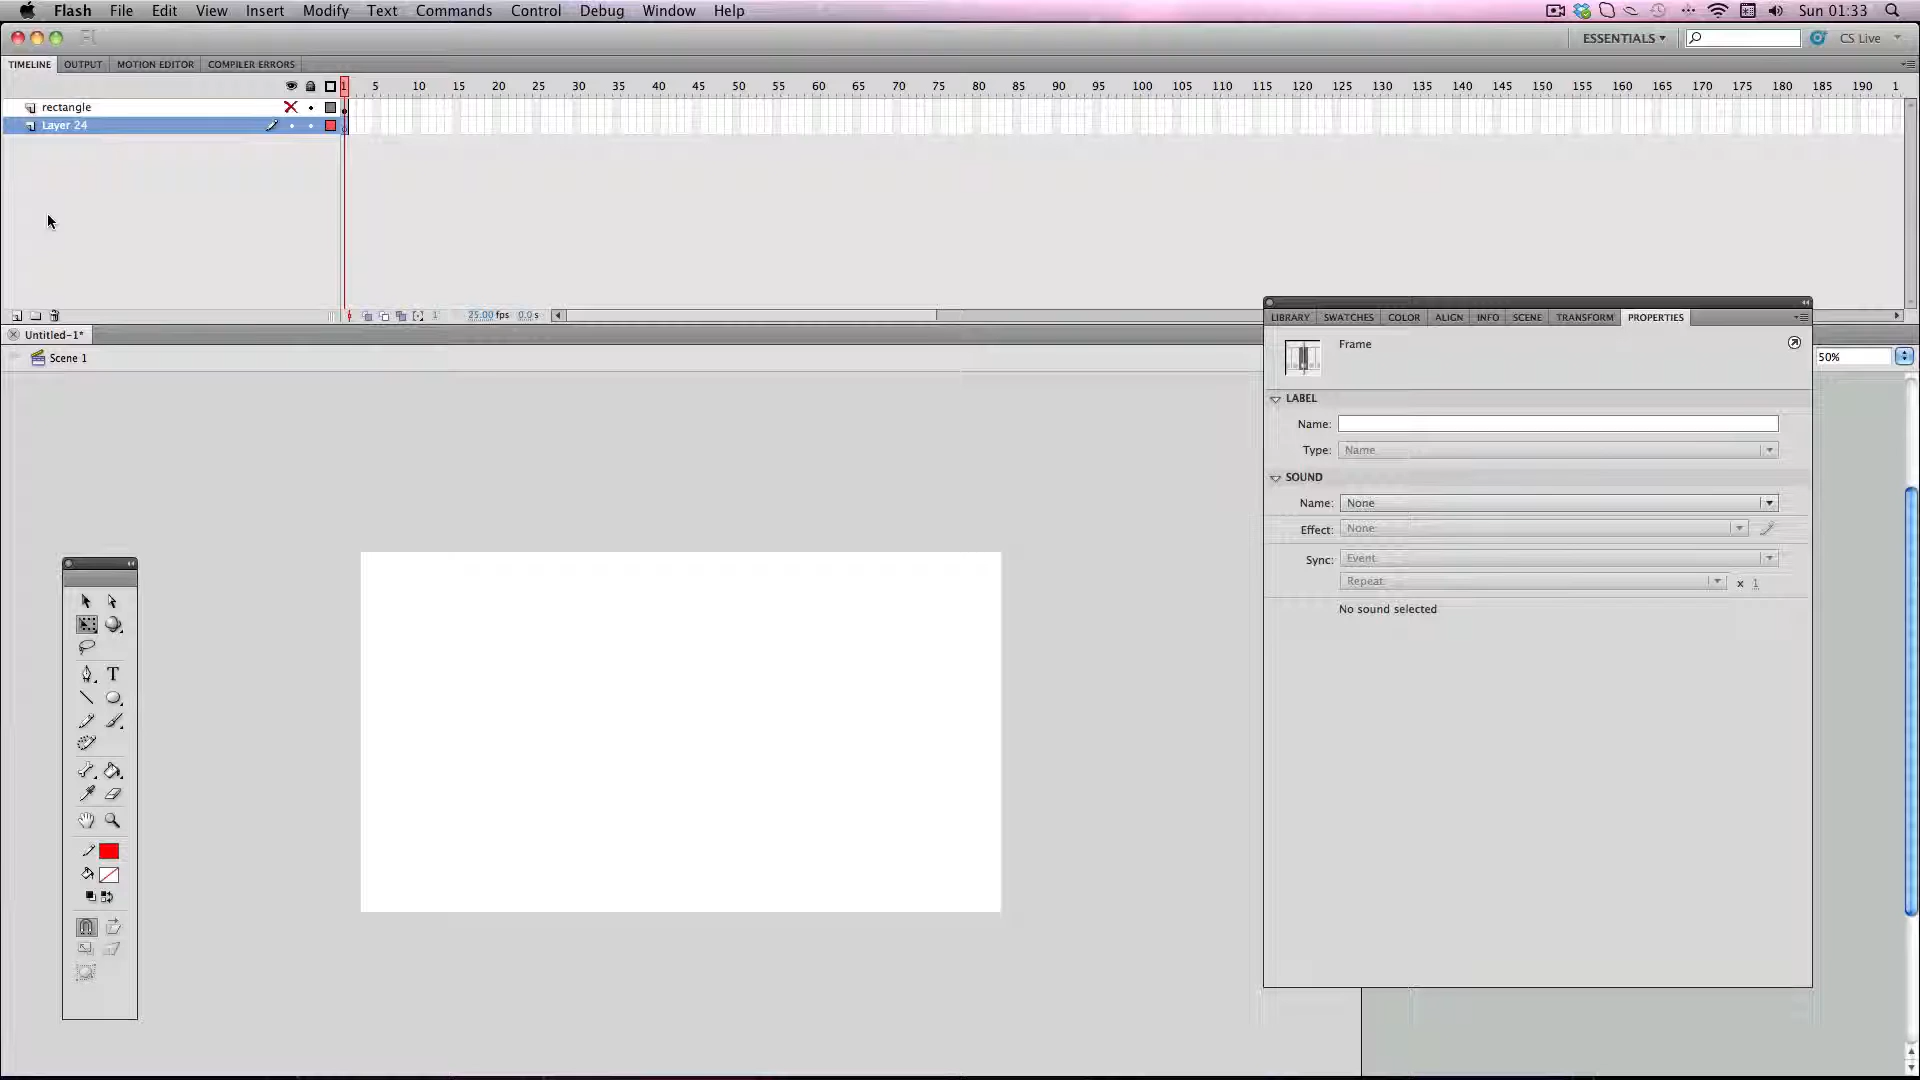 Flash File Edit View Insert Modify Text Commands Control Debug Window Help Sun 01:33
ESSENTIALS CS Live
TIMELINE OUTPUT MOTION EDITOR COMPILER ERRORS
1 5 10 15 20 25 30 35 40 45 50 55 60 65 70 75 80 85 90 95 100 105 110 115 120 125 130 135 140 145 150 155 160 165 170 175 180 185 190 1
rectangle
Layer 24
1 25.00 fps 0.0 s
LIBRARY SWATCHES COLOR ALIGN INFO SCENE TRANSFORM PROPERTIES
Untitled-1*
Scene 1
50%
Frame
LABEL
Name:
Type: Name
SOUND
Name: None
Effect: None
Sync: Event
Repeat x 1
No sound selected
T